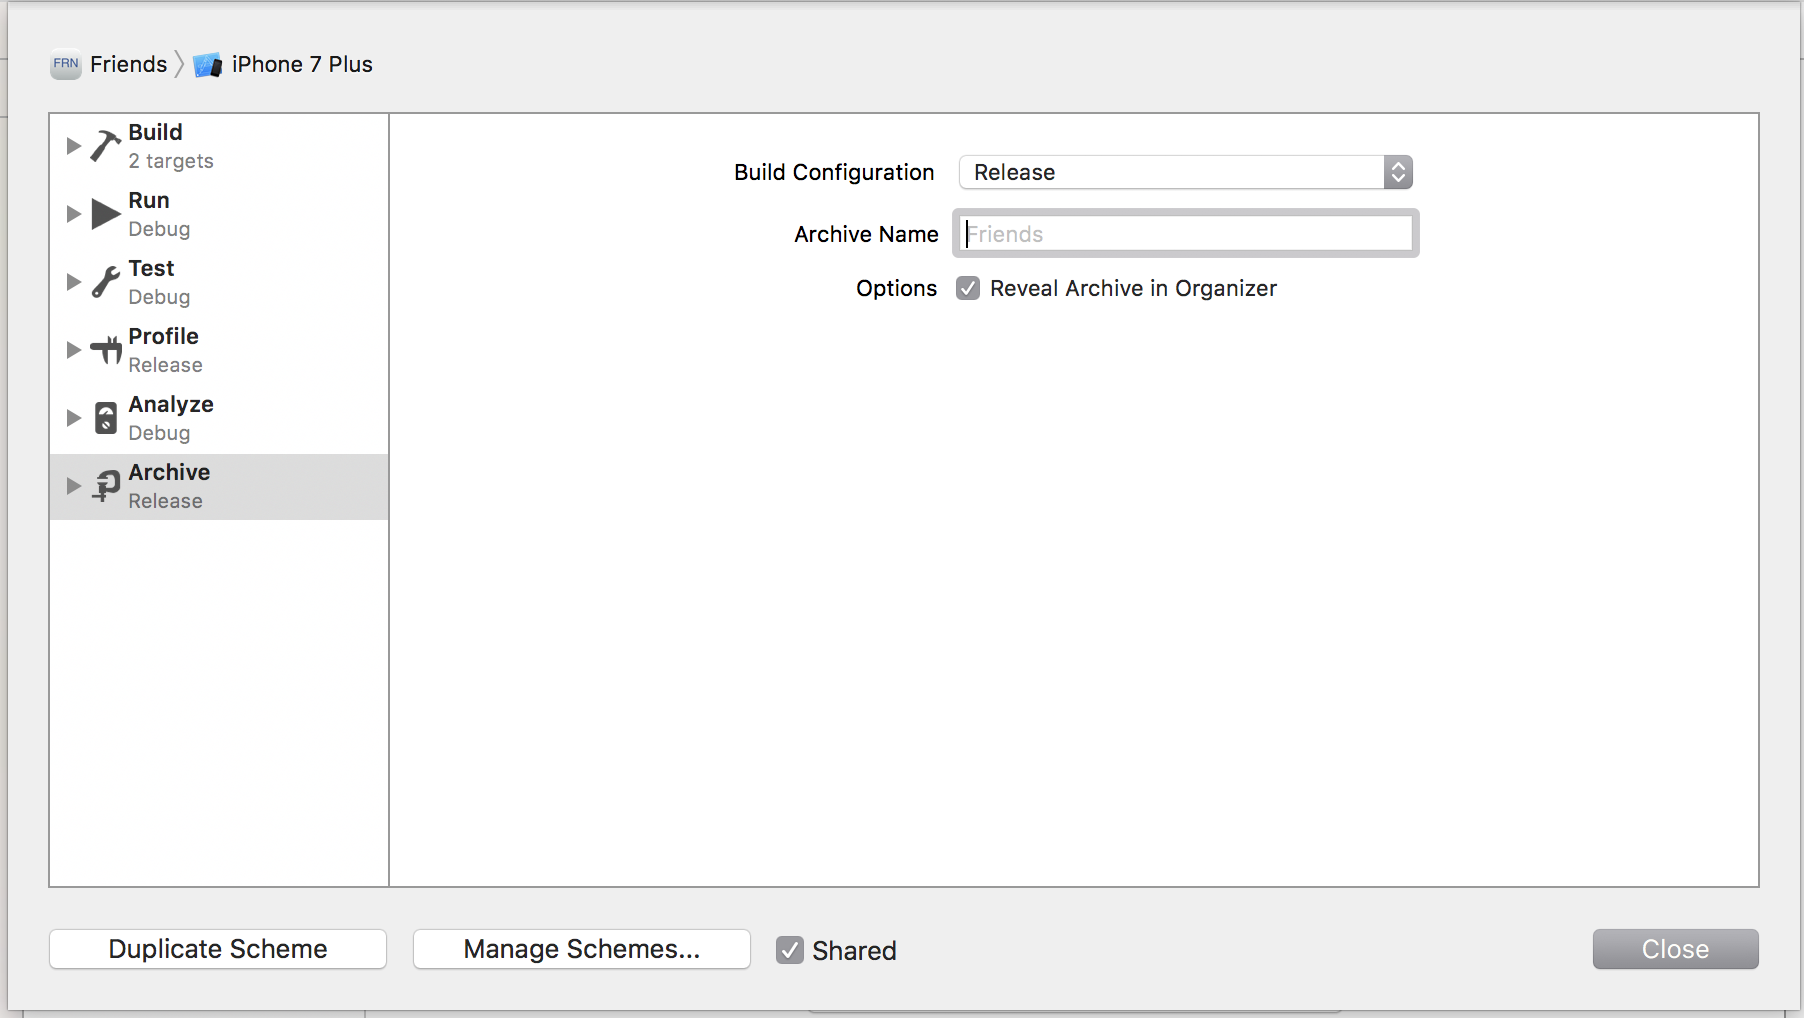 FRN Friends iPhone 7 Plus
Build
2 targets
Run
Debug
Test
Debug
Profile
Release
Analyze
Debug
Archive
Release
Build Configuration Release
Archive Name Friends
Options Reveal Archive in Organizer
Duplicate Scheme Manage Schemes... Shared Close